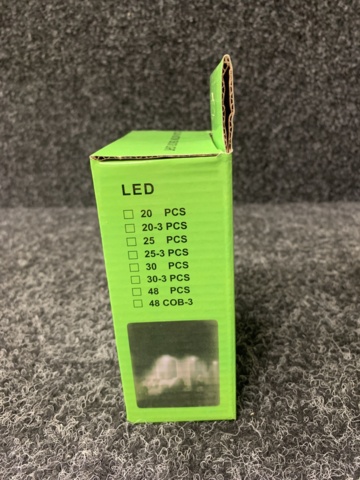 LED
20 PCS
20-3 PCS
25 PCS
25-3 PCS
30 PCS
30-3 PCS
48 PCS
48 COB-3